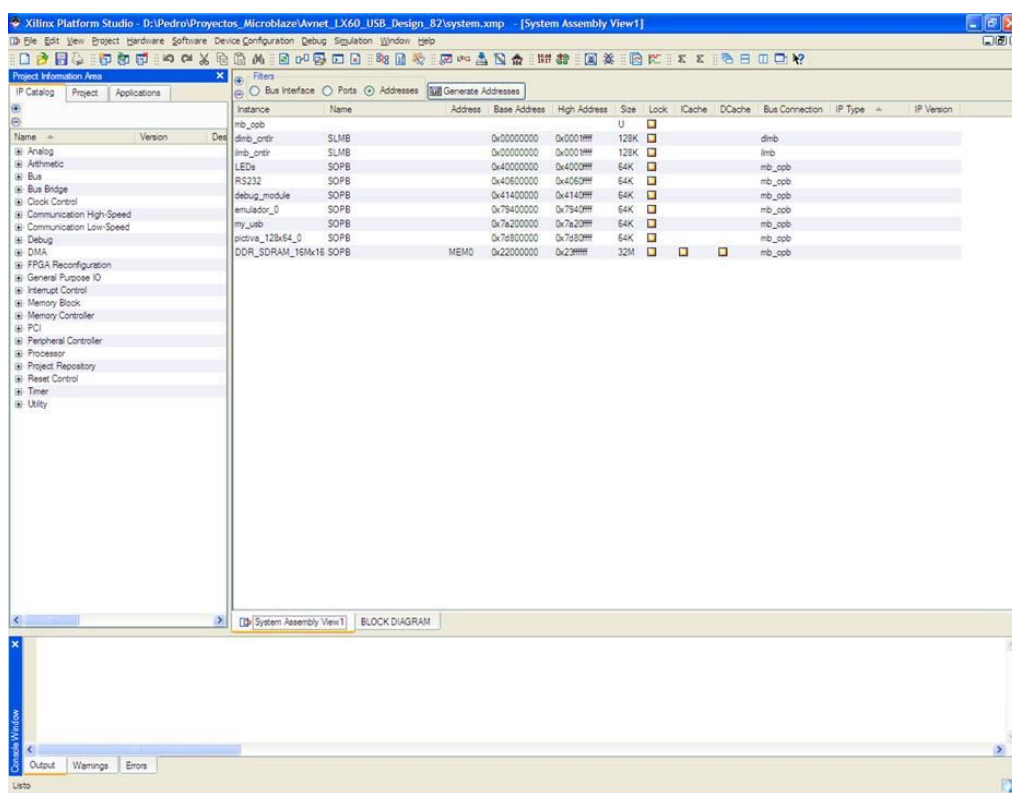 Xilinx Platform Studio - D:\Pedro\Proyectos_Microblaze\Avnet_LX60_USB_Design_82\system.xmp - [System Assembly View1]
File Edit View Project Hardware Software Device Configuration Debug Simulation Window Help
Project Information Area
IP Catalog Project Applications
Name Version Des
Analog
Arithmetic
Bus
Bus Bridge
Clock Control
Communication High-Speed
Communication Low-Speed
Debug
DMA
FPGA Reconfiguration
General Purpose IO
Interrupt Control
Memory Block
Memory Controller
PCI
Peripheral Controller
Processor
Project Repository
Reset Control
Timer
Utility
Filters
Bus Interface Ports Addresses Generate Addresses
Instance Name Address Base Address High Address Size Lock ICache DCache Bus Connection IP Type IP Version
mb_opb U
dlmb_cntlr SLMB 0x00000000 0x0001ffff 128K dlmb
ilmb_cntlr SLMB 0x00000000 0x0001ffff 128K ilmb
LEDs SOPB 0x40000000 0x4000ffff 64K mb_opb
RS232 SOPB 0x40600000 0x4060ffff 64K mb_opb
debug_module SOPB 0x41400000 0x4140ffff 64K mb_opb
emulador_0 SOPB 0x79400000 0x7940ffff 64K mb_opb
my_usb SOPB 0x7a200000 0x7a20ffff 64K mb_opb
pictiva_128x64_0 SOPB 0x7d800000 0x7d80ffff 64K mb_opb
DDR_SDRAM_16Mx16 SOPB MEM0 0x22000000 0x23ffffff 32M mb_opb
System Assembly View1 BLOCK DIAGRAM
Console Window
Output Warnings Errors
Listo